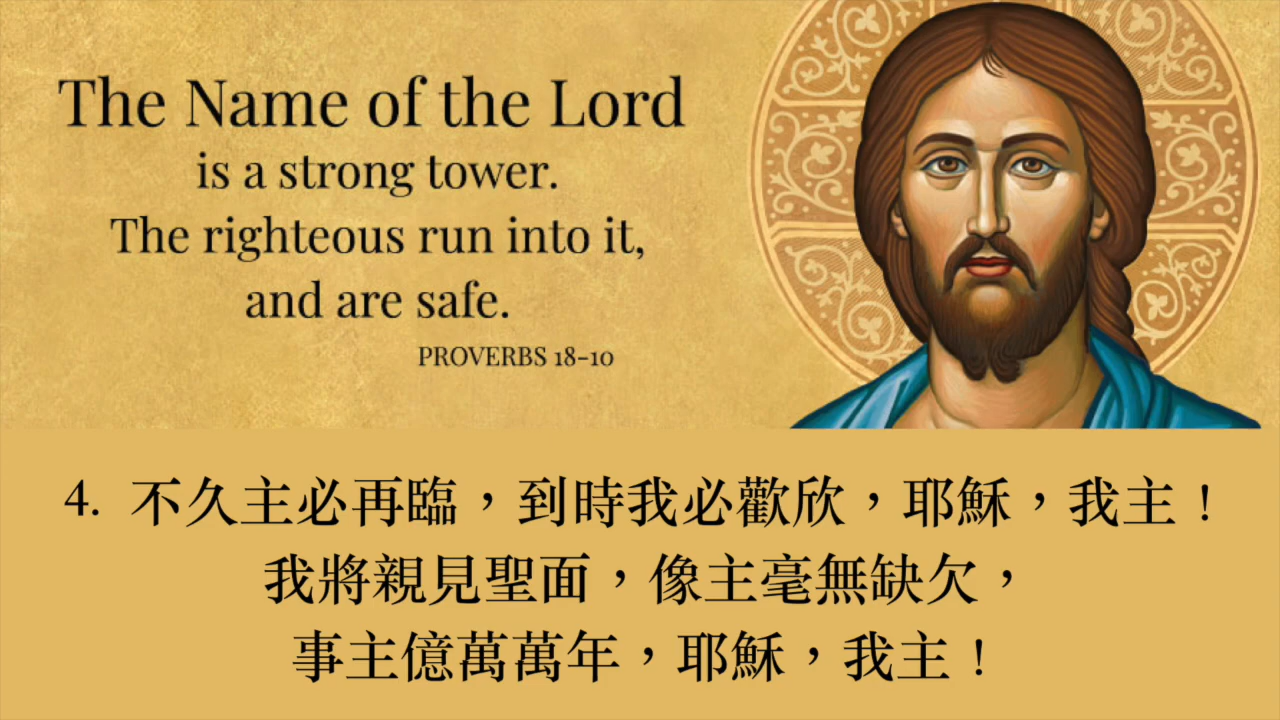 The Name of the Lord
is a strong tower.
The righteous run into it,
and are safe.
PROVERBS 18-10
4. 不久主必再臨，到時我必歡欣，耶穌，我主！
我將親見聖面，像主毫無缺欠，
事主億萬萬年，耶穌，我主！